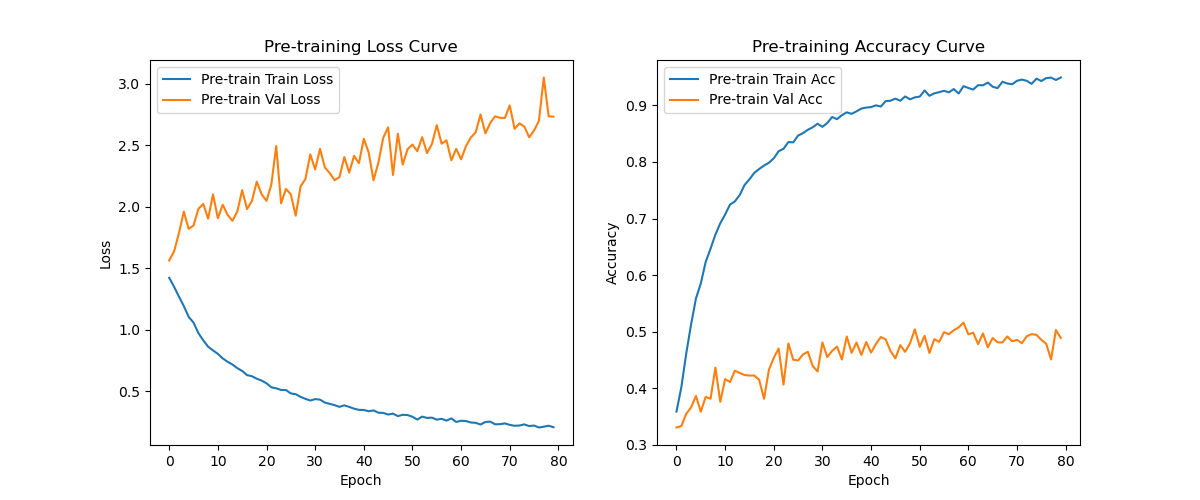 Pre-training Loss Curve
Pre-train Train Loss
Pre-train Val Loss
3.0
2.5
2.0
1.5
1.0
0.5
Loss
0 10 20 30 40 50 60 70 80
Epoch
Pre-training Accuracy Curve
Pre-train Train Acc
Pre-train Val Acc
0.9
0.8
0.7
0.6
0.5
0.4
0.3
Accuracy
0 10 20 30 40 50 60 70 80
Epoch